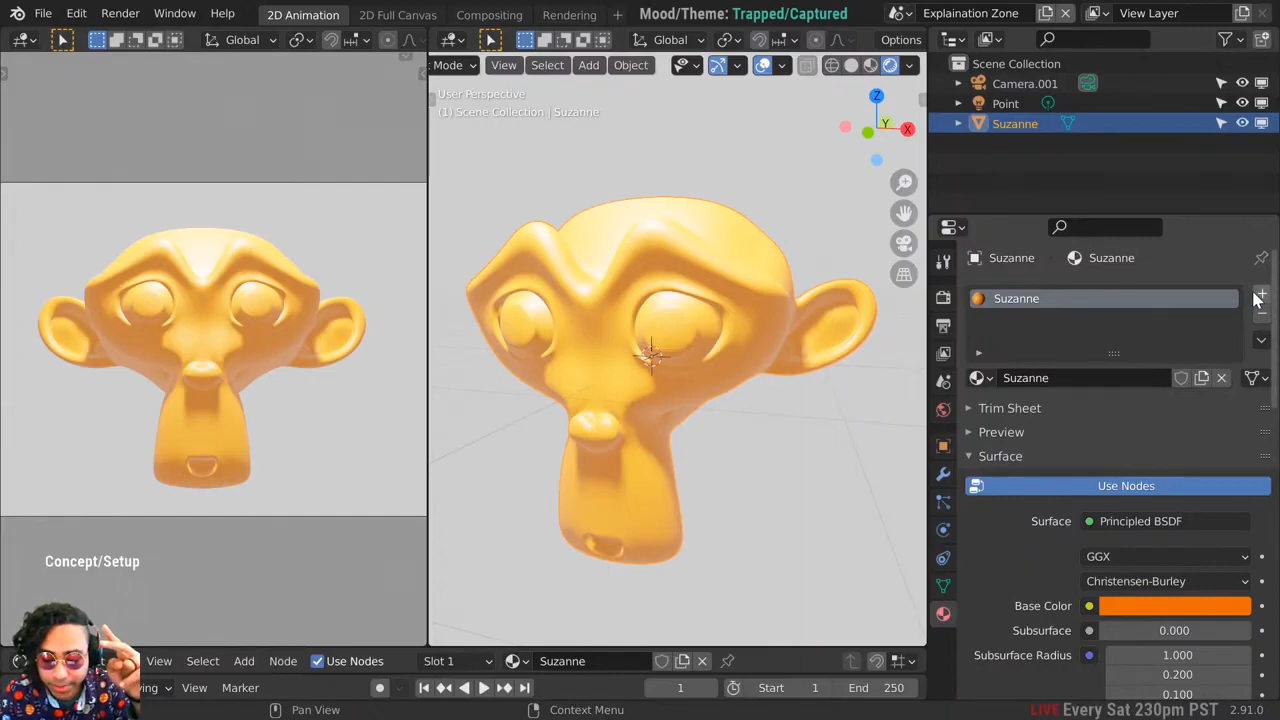 File Edit Render Window Help 2D Animation 2D Full Canvas Compositing Rendering + Mood/Theme: Trapped/Captured Explaination Zone View Layer
Global Global Options
Mode View Select Add Object
User Perspective
(1) Scene Collection | Suzanne
Z
Y
X
Scene Collection
Camera.001
Point
Suzanne
Suzanne Suzanne
Suzanne
Suzanne
Trim Sheet
Preview
Surface
Use Nodes
Surface Principled BSDF
GGX
Christensen-Burley
Base Color
Subsurface 0.000
Subsurface Radius 1.000
0.200
0.100
Concept/Setup
View Select Add Node Use Nodes Slot 1 Suzanne
ying View Marker 1 Start 1 End 250
Pan View Context Menu LIVE Every Sat 230pm PST 2.91.0